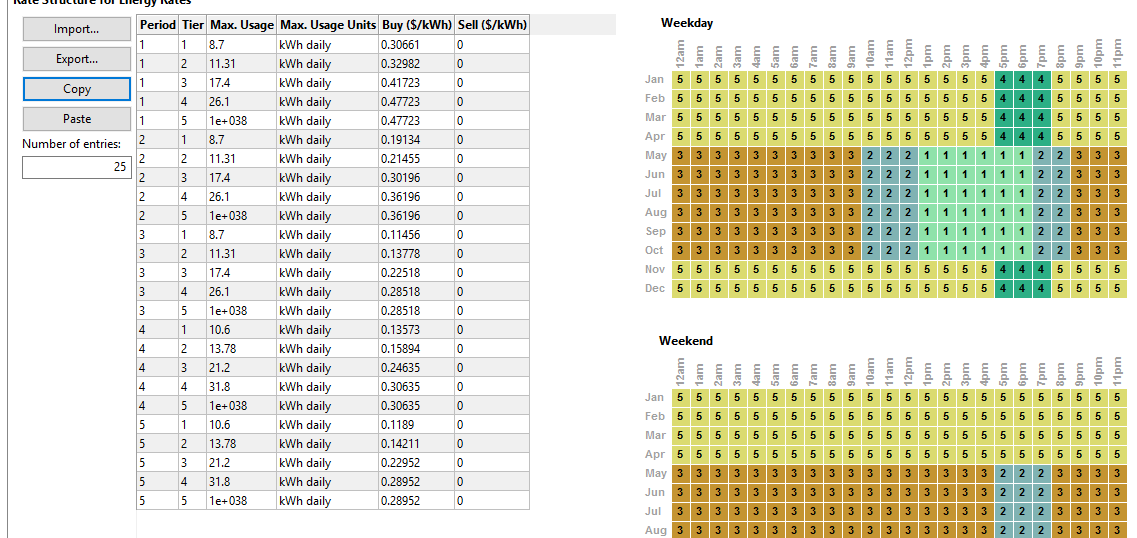 Rate Structure for Energy Rates
Import...
Export...
Copy
Paste
Number of entries:
25
Period Tier Max. Usage Max. Usage Units Buy ($/kWh) Sell ($/kWh)
1 1 8.7 kWh daily 0.30661 0
1 2 11.31 kWh daily 0.32982 0
1 3 17.4 kWh daily 0.41723 0
1 4 26.1 kWh daily 0.47723 0
1 5 1e+038 kWh daily 0.47723 0
2 1 8.7 kWh daily 0.19134 0
2 2 11.31 kWh daily 0.21455 0
2 3 17.4 kWh daily 0.30196 0
2 4 26.1 kWh daily 0.36196 0
2 5 1e+038 kWh daily 0.36196 0
3 1 8.7 kWh daily 0.11456 0
3 2 11.31 kWh daily 0.13778 0
3 3 17.4 kWh daily 0.22518 0
3 4 26.1 kWh daily 0.28518 0
3 5 1e+038 kWh daily 0.28518 0
4 1 10.6 kWh daily 0.13573 0
4 2 13.78 kWh daily 0.15894 0
4 3 21.2 kWh daily 0.24635 0
4 4 31.8 kWh daily 0.30635 0
4 5 1e+038 kWh daily 0.30635 0
5 1 10.6 kWh daily 0.1189 0
5 2 13.78 kWh daily 0.14211 0
5 3 21.2 kWh daily 0.22952 0
5 4 31.8 kWh daily 0.28952 0
5 5 1e+038 kWh daily 0.28952 0
Weekday
12am 1am 2am 3am 4am 5am 6am 7am 8am 9am 10am 11am 12pm 1pm 2pm 3pm 4pm 5pm 6pm 7pm 8pm 9pm 10pm 11pm
Jan 5 5 5 5 5 5 5 5 5 5 5 5 5 5 5 5 5 4 4 4 5 5 5 5
Feb 5 5 5 5 5 5 5 5 5 5 5 5 5 5 5 5 5 4 4 4 5 5 5 5
Mar 5 5 5 5 5 5 5 5 5 5 5 5 5 5 5 5 5 4 4 4 5 5 5 5
Apr 5 5 5 5 5 5 5 5 5 5 5 5 5 5 5 5 5 4 4 4 5 5 5 5
May 3 3 3 3 3 3 3 3 3 3 2 2 2 1 1 1 1 1 1 2 2 3 3 3
Jun 3 3 3 3 3 3 3 3 3 3 2 2 2 1 1 1 1 1 1 2 2 3 3 3
Jul 3 3 3 3 3 3 3 3 3 3 2 2 2 1 1 1 1 1 1 2 2 3 3 3
Aug 3 3 3 3 3 3 3 3 3 3 2 2 2 1 1 1 1 1 1 2 2 3 3 3
Sep 3 3 3 3 3 3 3 3 3 3 2 2 2 1 1 1 1 1 1 2 2 3 3 3
Oct 3 3 3 3 3 3 3 3 3 3 2 2 2 1 1 1 1 1 1 2 2 3 3 3
Nov 5 5 5 5 5 5 5 5 5 5 5 5 5 5 5 5 5 4 4 4 5 5 5 5
Dec 5 5 5 5 5 5 5 5 5 5 5 5 5 5 5 5 5 4 4 4 5 5 5 5
Weekend
12am 1am 2am 3am 4am 5am 6am 7am 8am 9am 10am 11am 12pm 1pm 2pm 3pm 4pm 5pm 6pm 7pm 8pm 9pm 10pm 11pm
Jan 5 5 5 5 5 5 5 5 5 5 5 5 5 5 5 5 5 5 5 5 5 5 5 5
Feb 5 5 5 5 5 5 5 5 5 5 5 5 5 5 5 5 5 5 5 5 5 5 5 5
Mar 5 5 5 5 5 5 5 5 5 5 5 5 5 5 5 5 5 5 5 5 5 5 5 5
Apr 5 5 5 5 5 5 5 5 5 5 5 5 5 5 5 5 5 5 5 5 5 5 5 5
May 3 3 3 3 3 3 3 3 3 3 3 3 3 3 3 3 3 2 2 2 3 3 3 3
Jun 3 3 3 3 3 3 3 3 3 3 3 3 3 3 3 3 3 2 2 2 3 3 3 3
Jul 3 3 3 3 3 3 3 3 3 3 3 3 3 3 3 3 3 2 2 2 3 3 3 3
Aug 3 3 3 3 3 3 3 3 3 3 3 3 3 3 3 3 3 2 2 2 3 3 3 3